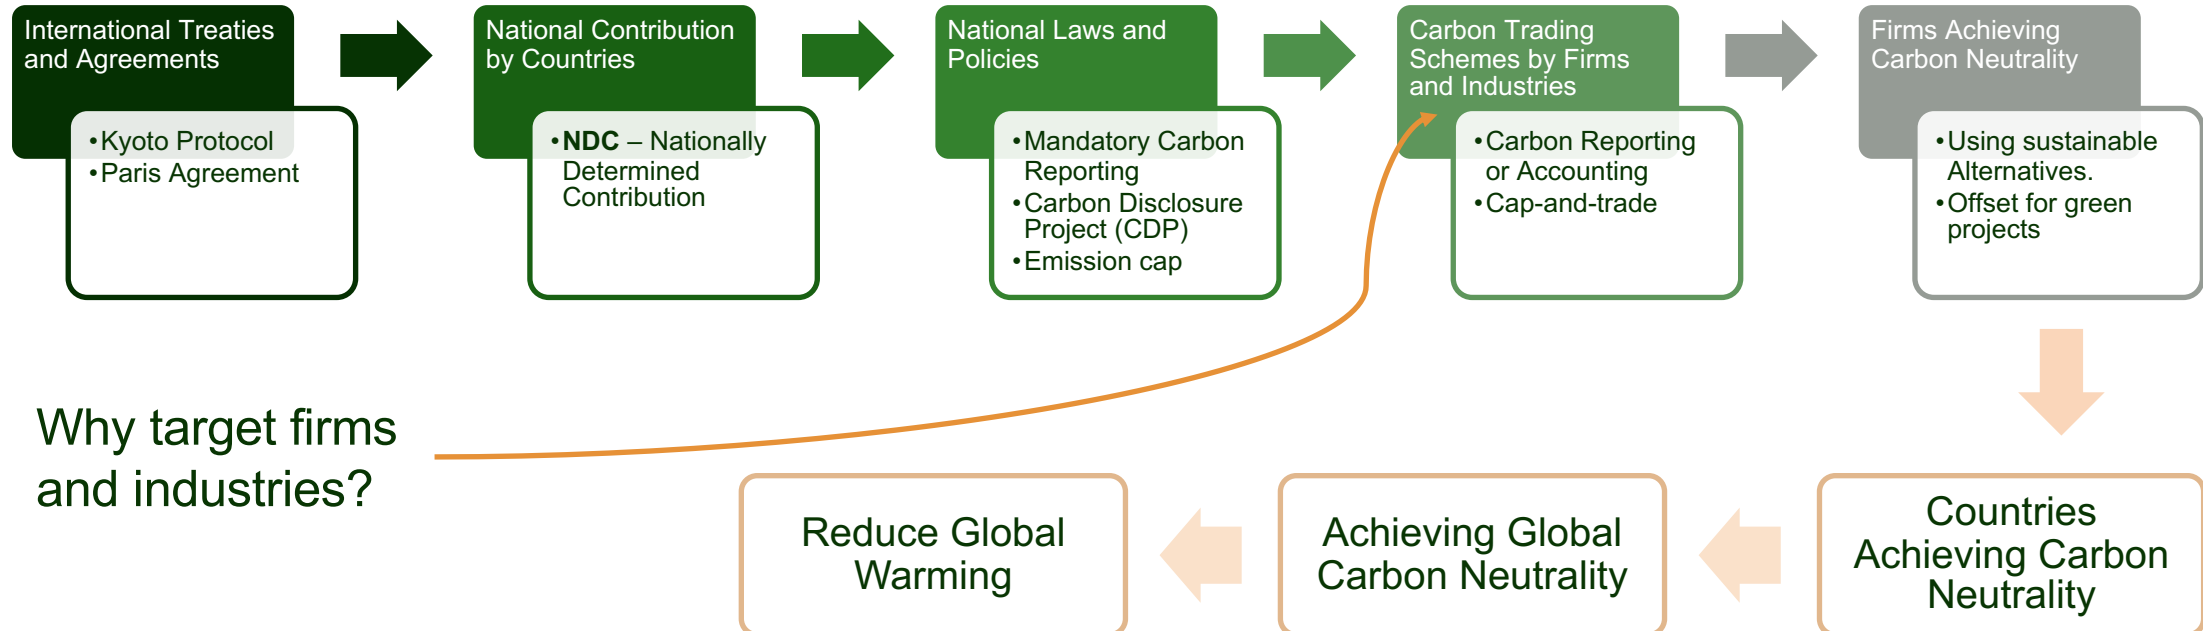 International Treaties
and Agreements
•Kyoto Protocol
•Paris Agreement
National Contribution
by Countries
•NDC – Nationally
Determined
Contribution
National Laws and
Policies
•Mandatory Carbon
Reporting
•Carbon Disclosure
Project (CDP)
•Emission cap
Carbon Trading
Schemes by Firms
and Industries
•Carbon Reporting
or Accounting
•Cap-and-trade
Firms Achieving
Carbon Neutrality
•Using sustainable
Alternatives.
•Offset for green
projects
Why target firms
and industries?
Reduce Global
Warming
Achieving Global
Carbon Neutrality
Countries
Achieving Carbon
Neutrality